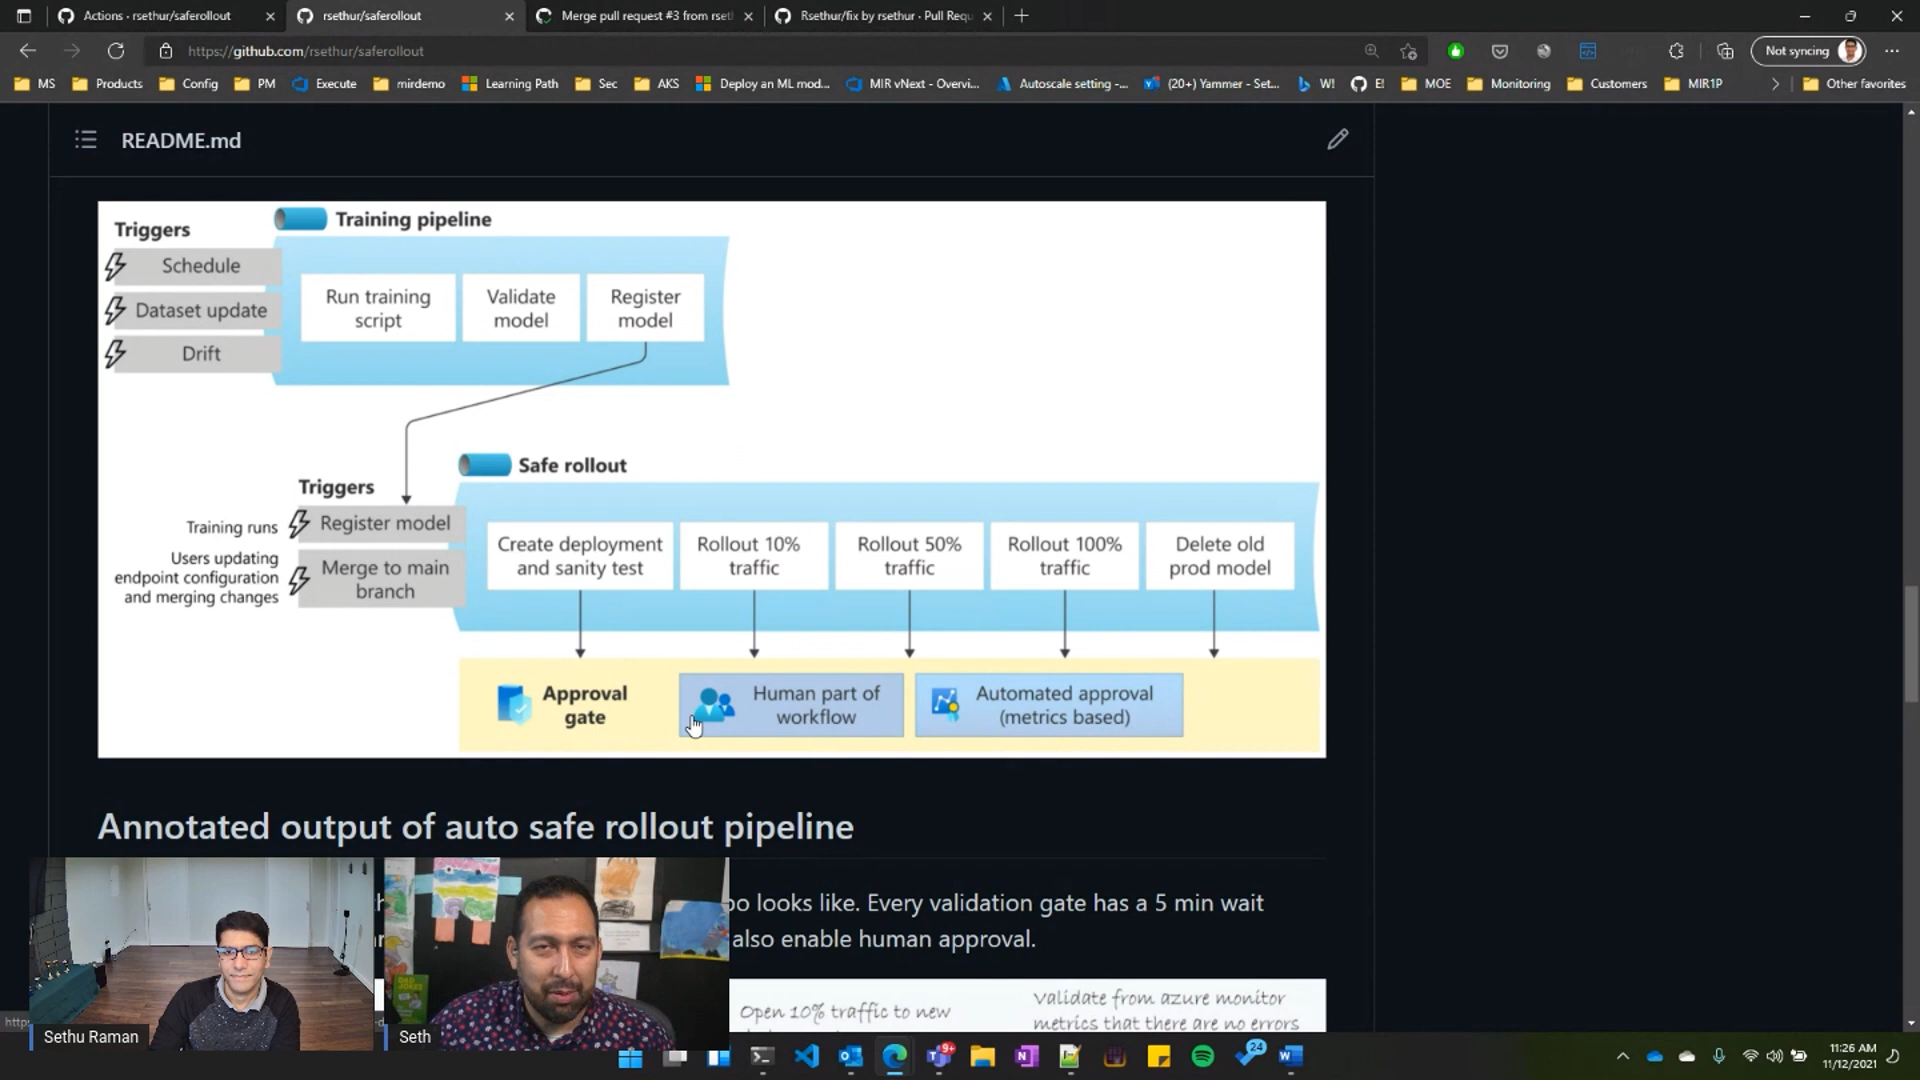 Actions · rsethur/saferollout
rsethur/saferollout
Merge pull request #3 from rset
Rsethur/fix by rsethur · Pull Requ
https://github.com/rsethur/saferollout
Not syncing
MS
Products
Config
PM
Execute
mirdemo
Learning Path
Sec
AKS
Deploy an ML mod...
MIR vNext - Overvi...
Autoscale setting -...
(20+) Yammer - Set...
W!
E!
MOE
Monitoring
Customers
MIR1P
Other favorites
README.md
Triggers
Schedule
Dataset update
Drift
Training pipeline
Run training
script
Validate
model
Register
model
Safe rollout
Triggers
Training runs
Register model
Users updating
endpoint configuration
and merging changes
Merge to main
branch
Create deployment
and sanity test
Rollout 10%
traffic
Rollout 50%
traffic
Rollout 100%
traffic
Delete old
prod model
Approval
gate
Human part of
workflow
Automated approval
(metrics based)
Annotated output of auto safe rollout pipeline
looks like. Every validation gate has a 5 min wait
also enable human approval.
Open 10% traffic to new
Validate from azure monitor
metrics that there are no errors
Sethu Raman
Seth
DAD
JOKES
9+
24
11:26 AM
11/12/2021